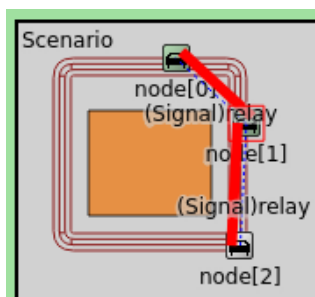 Scenario
node[0]
(Signal)relay
node[1]
(Signal)relay
node[2]